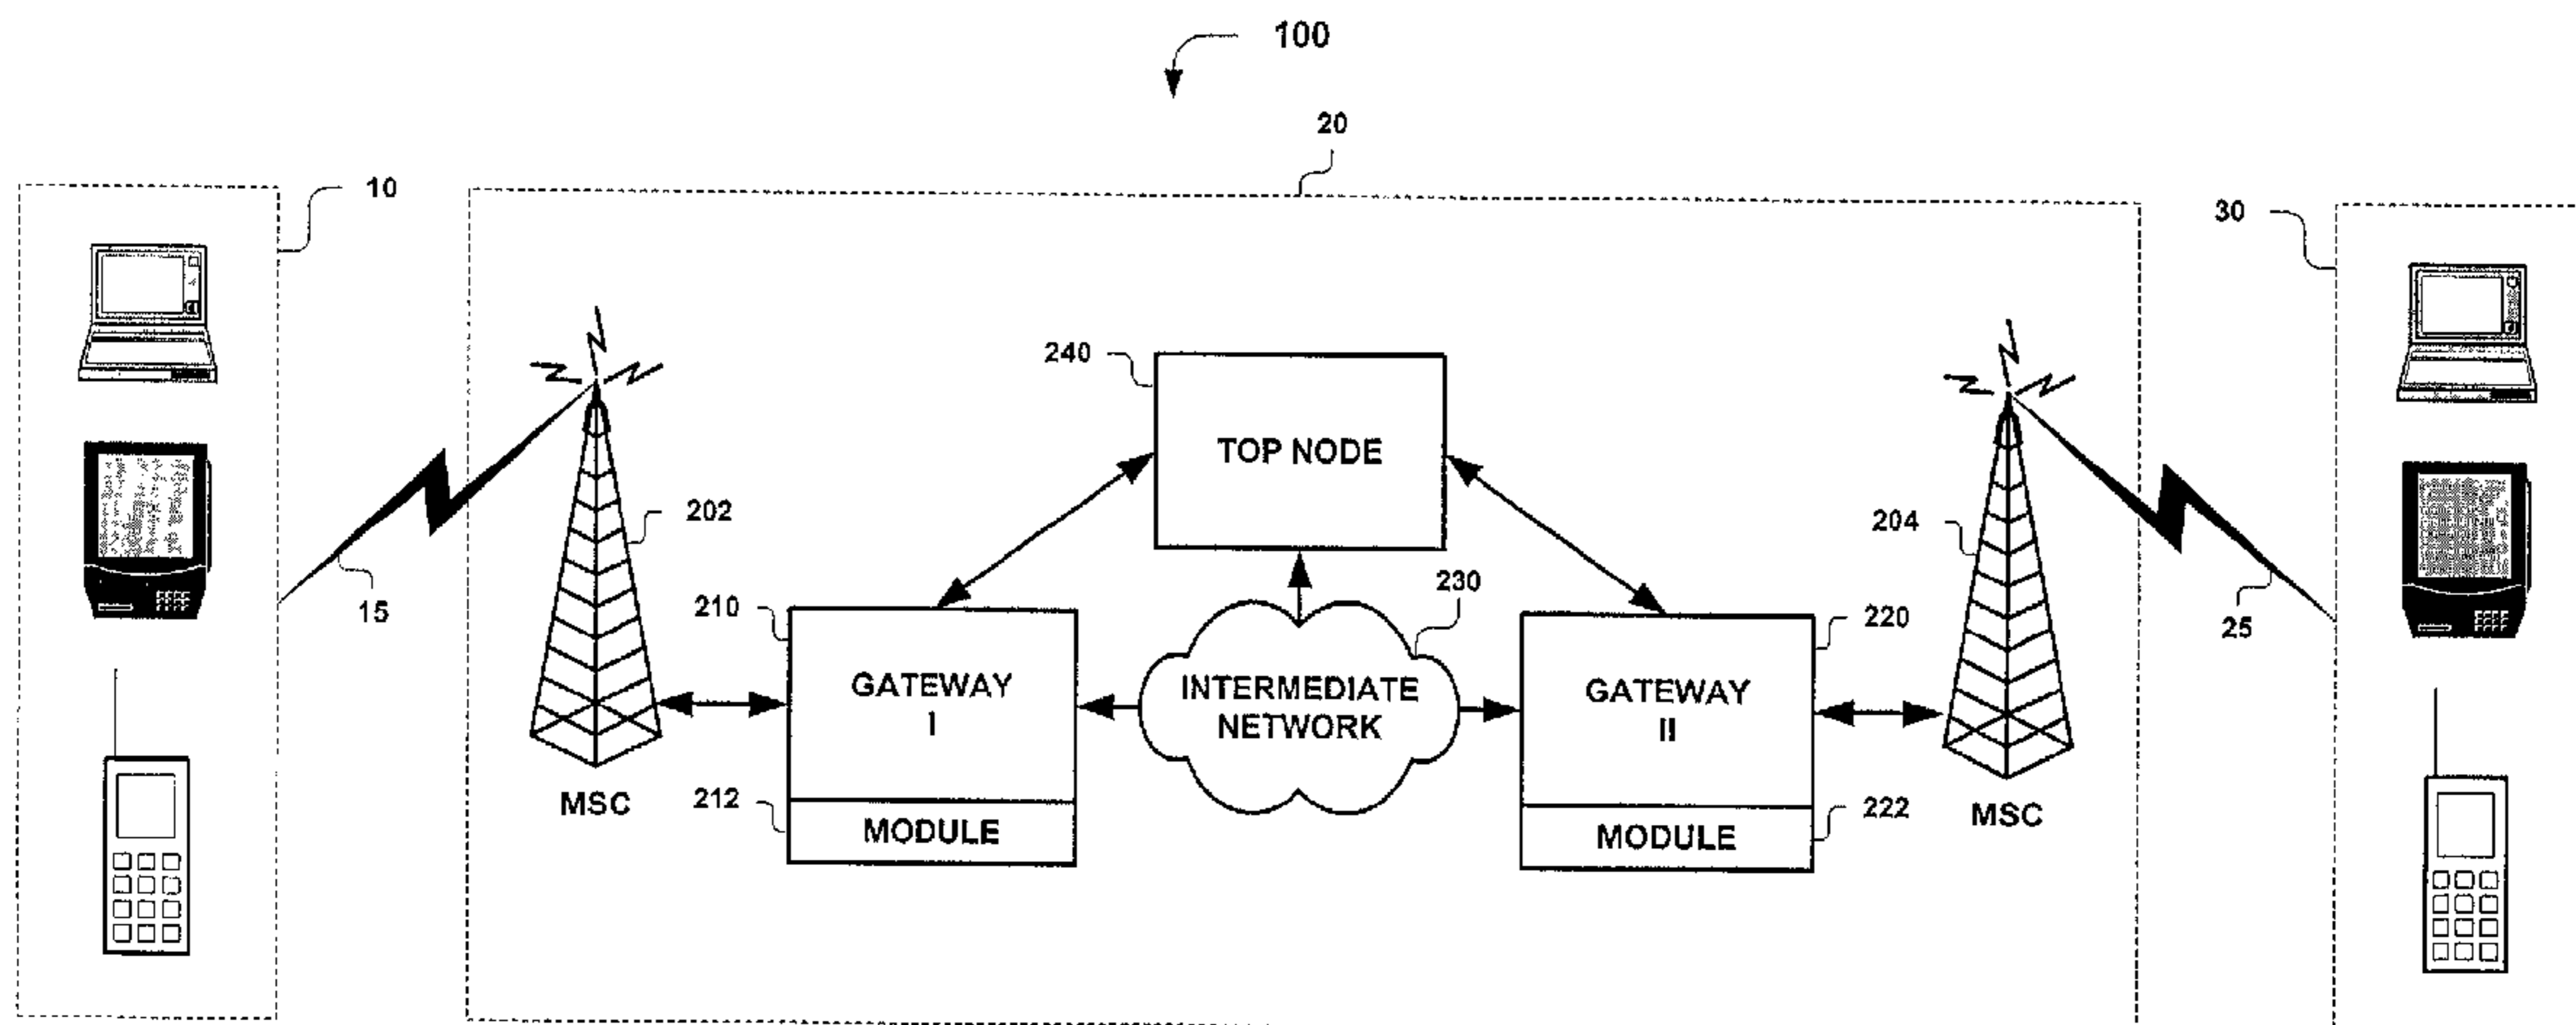 100
20
10
30
240
TOP NODE
202
204
15
210
230
220
25
GATEWAY
I
INTERMEDIATE
NETWORK
GATEWAY
II
MSC
212
MODULE
MODULE
222
MSC